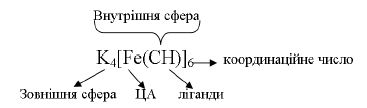 Внутрішня сфера
K₄[Fe(CH)]₆ координаційне число
Зовнішня сфера ЦА ліганди